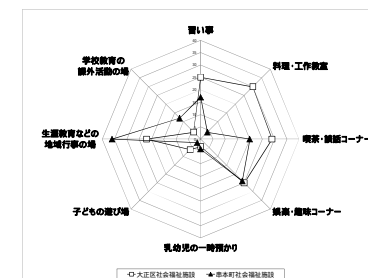 習い事
料理・工作教室
喫茶・談話コーナー
娯楽・趣味コーナー
乳幼児の一時預かり
子どもの遊び場
生涯教育などの
地域行事の場
学校教育の
課外活動の場
大正区社会福祉施設
串本町社会福祉施設